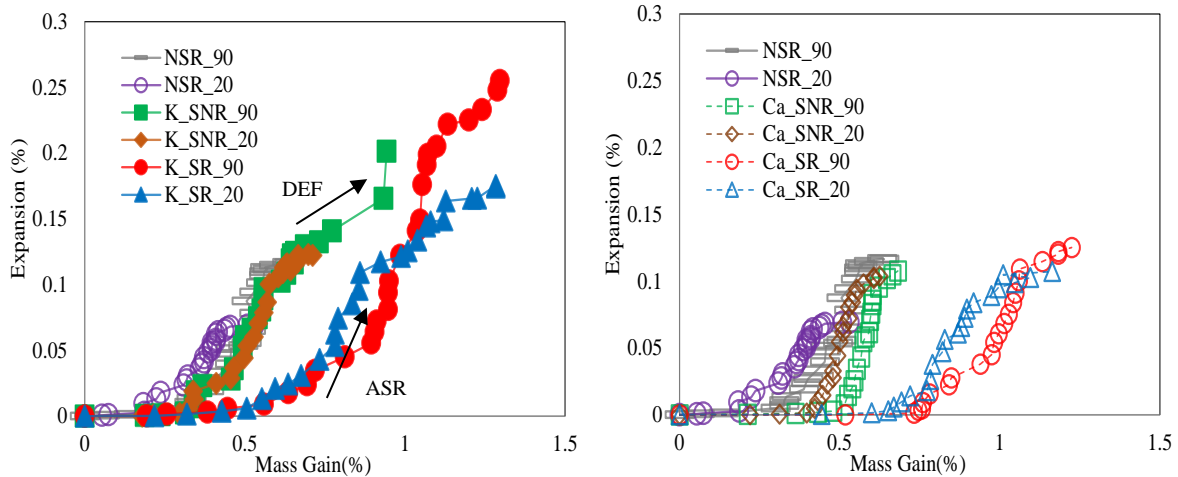 0.3
0.25
0.2
0.15
0.1
0.05
0
Expansion (%)
NSR_90
NSR_20
K_SNR_90
K_SNR_20
K_SR_90
K_SR_20
DEF
ASR
0
0.5
1
1.5
Mass Gain(%)
0.3
0.25
0.2
0.15
0.1
0.05
0
Expansion (%)
NSR_90
NSR_20
Ca_SNR_90
Ca_SNR_20
Ca_SR_90
Ca_SR_20
0
0.5
1
1.5
Mass Gain(%)